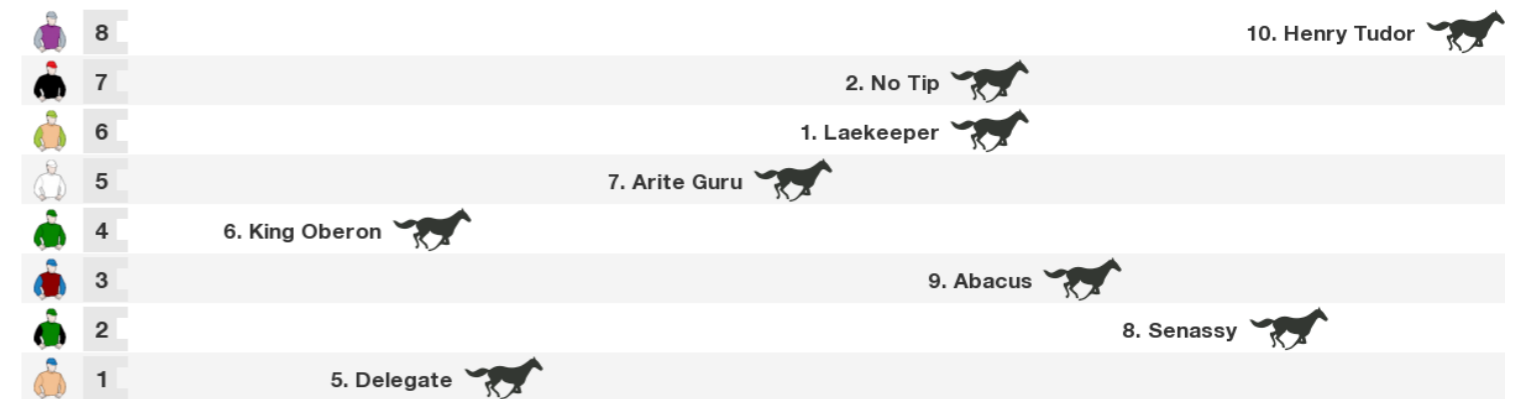 8 10. Henry Tudor
7 2. No Tip
6 1. Laekeeper
5 7. Arite Guru
4 6. King Oberon
3 9. Abacus
2 8. Senassy
1 5. Delegate